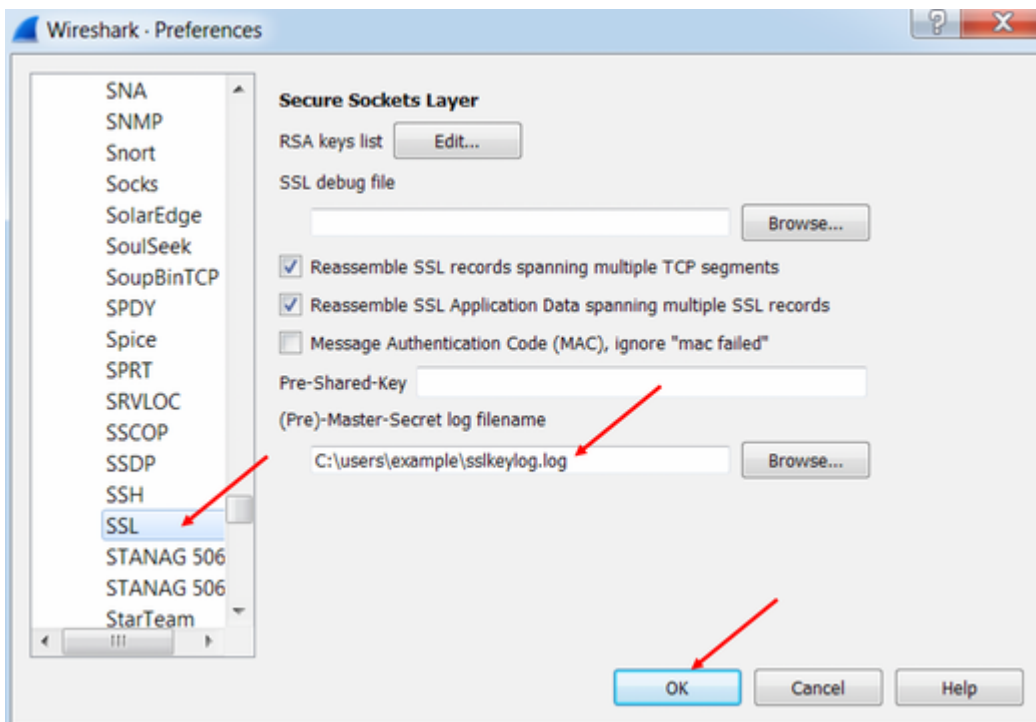 Wireshark · Preferences
SNA
SNMP
Snort
Socks
SolarEdge
SoulSeek
SoupBinTCP
SPDY
Spice
SPRT
SRVLOC
SSCOP
SSDP
SSH
SSL
STANAG 506
STANAG 506
StarTeam
Secure Sockets Layer
RSA keys list Edit...
SSL debug file
Browse...
Reassemble SSL records spanning multiple TCP segments
Reassemble SSL Application Data spanning multiple SSL records
Message Authentication Code (MAC), ignore "mac failed"
Pre-Shared-Key
(Pre)-Master-Secret log filename
C:\users\example\sslkeylog.log Browse...
OK Cancel Help